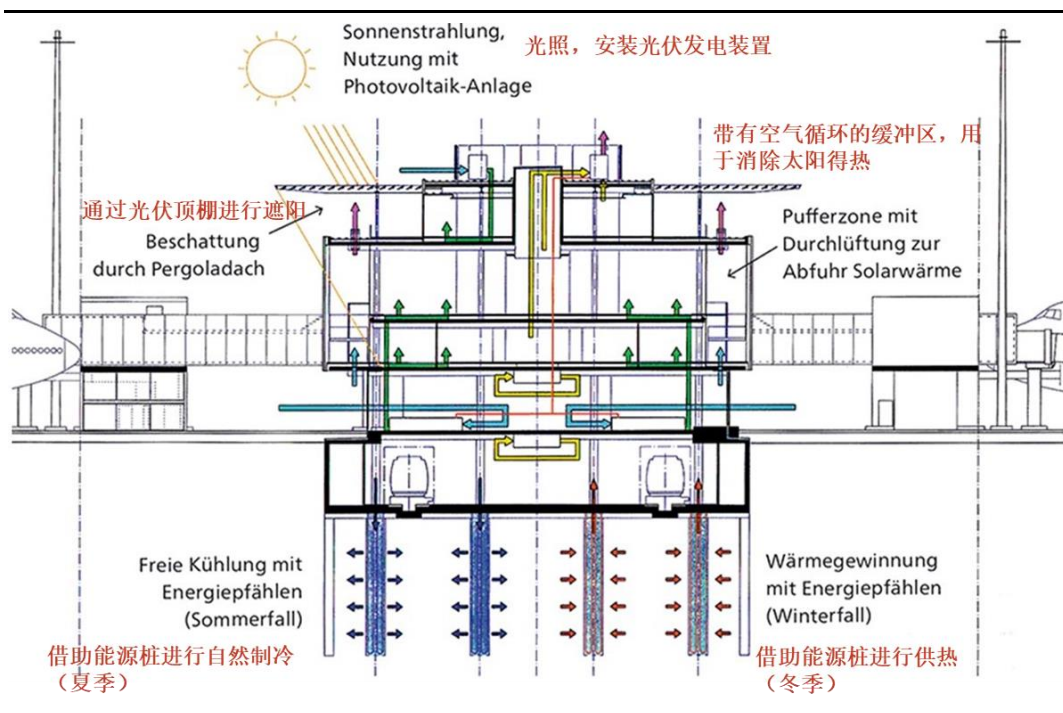 Sonnenstrahlung,
Nutzung mit
Photovoltaik-Anlage
光照，安装光伏发电装置
带有空气循环的缓冲区，用
于消除太阳得热
通过光伏顶棚进行遮阳
Beschattung
durch Pergoladach
Pufferzone mit
Durchlüftung zur
Abfuhr Solarwärme
Freie Kühlung mit
Energiepfählen
(Sommerfall)
借助能源桩进行自然制冷
（夏季）
Wärmegewinnung
mit Energiepfählen
(Winterfall)
借助能源桩进行供热
（冬季）